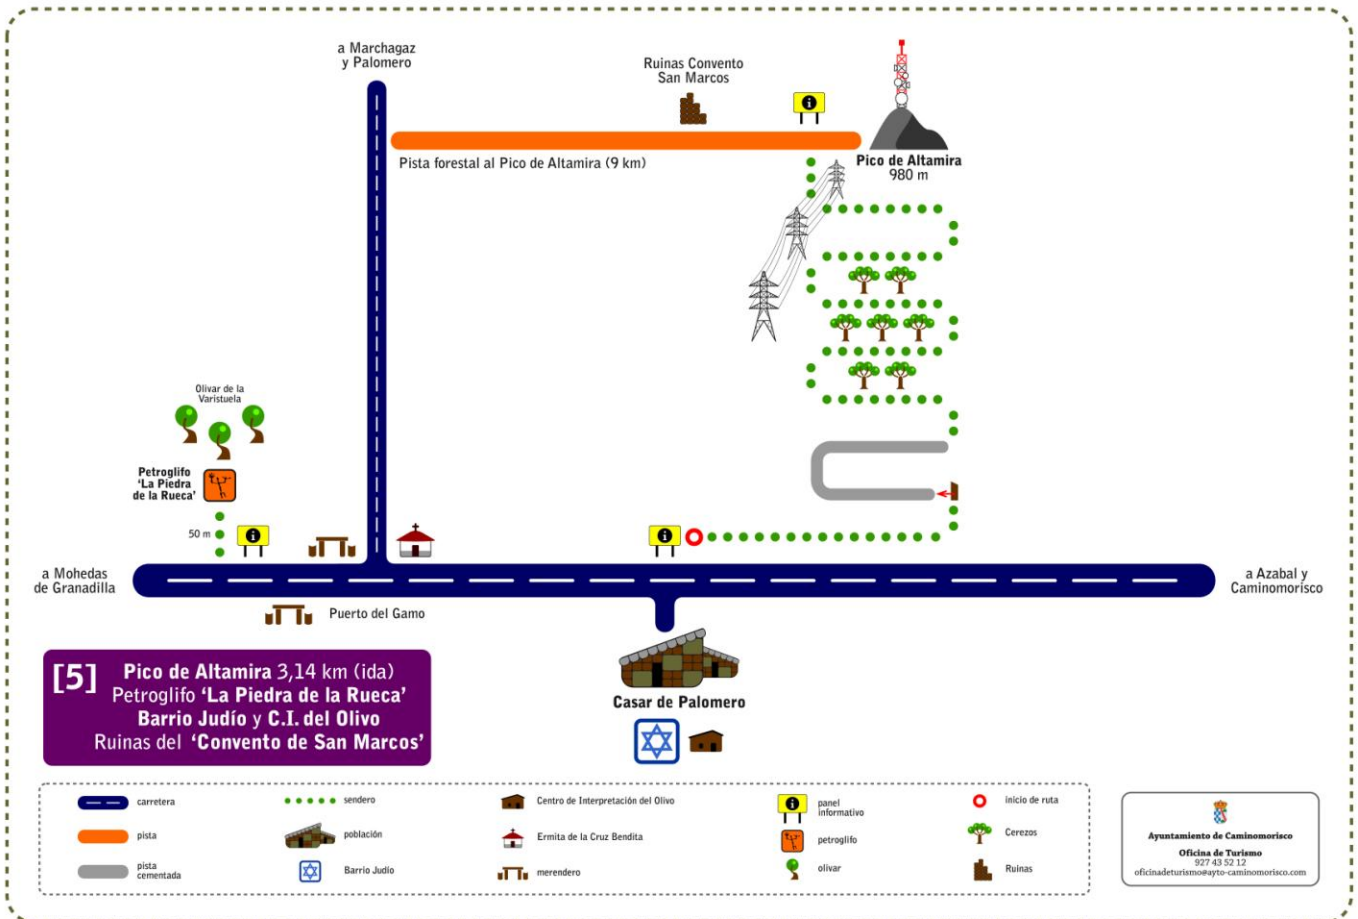 a Marchagaz
y Palomero
Ruinas Convento
San Marcos
Pista forestal al Pico de Altamira (9 km)
Pico de Altamira
980 m
Olivar de la
Varistuela
Petroglifo
'La Piedra
de la Rueca'
50 m
a Mohedas
de Granadilla
a Azabal y
Caminomorisco
Puerto del Gamo
Casar de Palomero
[5]
Pico de Altamira 3,14 km (ida)
Petroglifo 'La Piedra de la Rueca'
Barrio Judío y C.I. del Olivo
Ruinas del 'Convento de San Marcos'
carretera
pista
pista
cementada
sendero
población
Barrio Judío
Centro de Interpretación del Olivo
Ermita de la Cruz Bendita
merendero
panel
informativo
petroglifo
olivar
inicio de ruta
Cerezos
Ruinas
Ayuntamiento de Caminomorisco
Oficina de Turismo
927 43 52 12
oficinadeturismo@ayto-caminomorisco.com